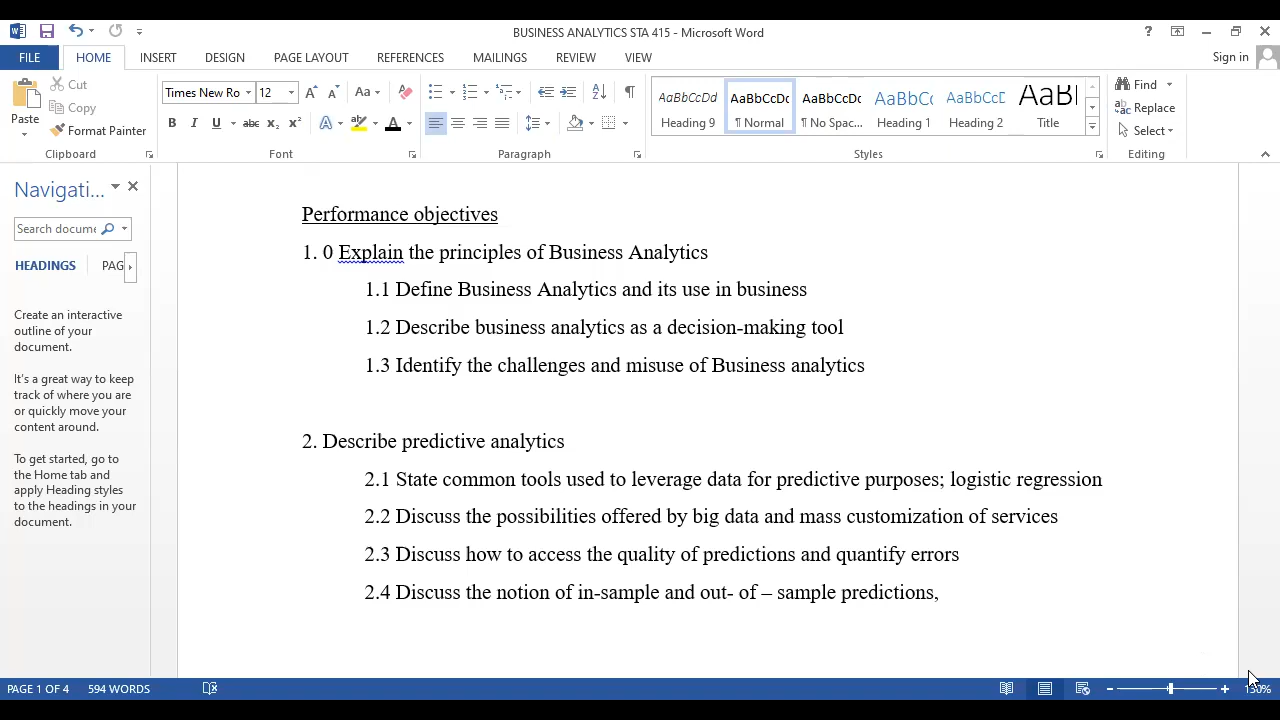 BUSINESS ANALYTICS STA 415 - Microsoft Word
FILE HOME INSERT DESIGN PAGE LAYOUT REFERENCES MAILINGS REVIEW VIEW Sign in
Paste
Cut
Copy
Format Painter
Clipboard
Times New Ro 12
Font
Paragraph
AaBbCcDd AaBbCcDc AaBbCcDc AaBbCc AaBbCcD AaBI
Heading 9 ¶ Normal ¶ No Spac... Heading 1 Heading 2 Title
Styles
Find
Replace
Select
Editing
Navigati...
Search docume
HEADINGS PAG
Create an interactive
outline of your
document.
It's a great way to keep
track of where you are
or quickly move your
content around.
To get started, go to
the Home tab and
apply Heading styles
to the headings in your
document.
Performance objectives
1. 0 Explain the principles of Business Analytics
1.1 Define Business Analytics and its use in business
1.2 Describe business analytics as a decision-making tool
1.3 Identify the challenges and misuse of Business analytics
2. Describe predictive analytics
2.1 State common tools used to leverage data for predictive purposes; logistic regression
2.2 Discuss the possibilities offered by big data and mass customization of services
2.3 Discuss how to access the quality of predictions and quantify errors
2.4 Discuss the notion of in-sample and out- of – sample predictions,
PAGE 1 OF 4 594 WORDS 130%